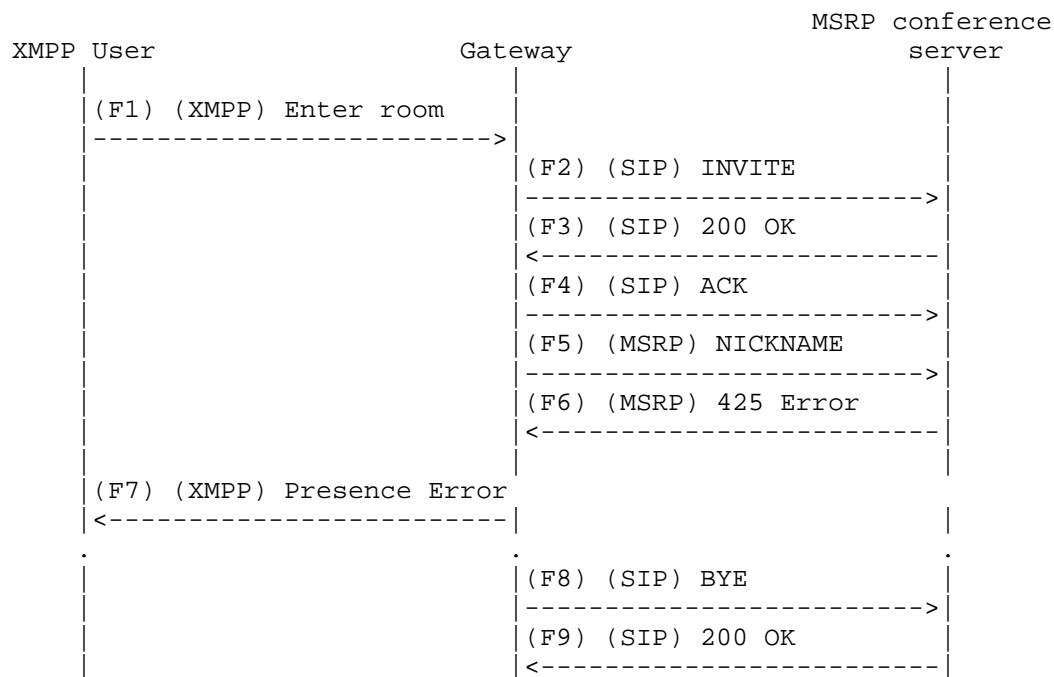 MSRP conference
XMPP User Gateway server
(F1) (XMPP) Enter room
(F2) (SIP) INVITE
(F3) (SIP) 200 OK
(F4) (SIP) ACK
(F5) (MSRP) NICKNAME
(F6) (MSRP) 425 Error
(F7) (XMPP) Presence Error
(F8) (SIP) BYE
(F9) (SIP) 200 OK